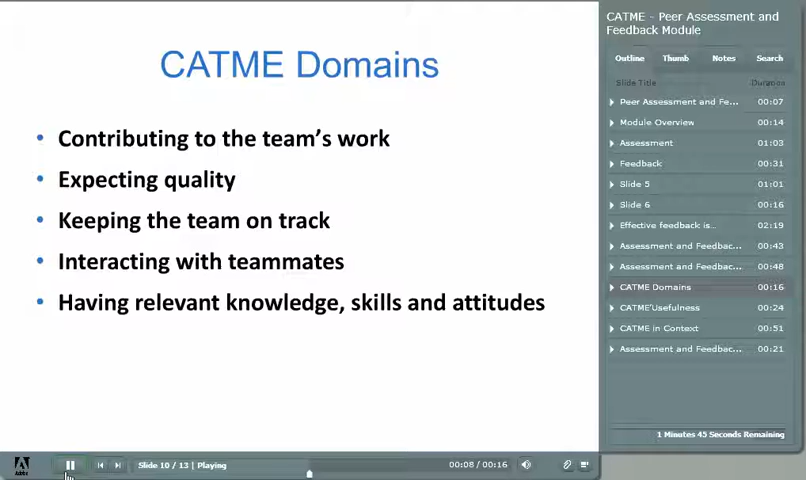 CATME Domains
• Contributing to the team's work
• Expecting quality
• Keeping the team on track
• Interacting with teammates
• Having relevant knowledge, skills and attitudes
CATME - Peer Assessment and
Feedback Module
Outline Thumb Notes Search
Slide Title Duration
Peer Assessment and Fe... 00:07
Module Overview 00:14
Assessment 01:03
Feedback 00:31
Slide 5 01:01
Slide 6 00:16
Effective feedback is... 02:19
Assessment and Feedbac... 00:43
Assessment and Feedbac... 00:48
CATME Domains 00:16
CATME'Usefulness 00:24
CATME in Context 00:51
Assessment and Feedbac... 00:21
1 Minutes 45 Seconds Remaining
Adobe
Slide 10 / 13 | Playing 00:08 / 00:16